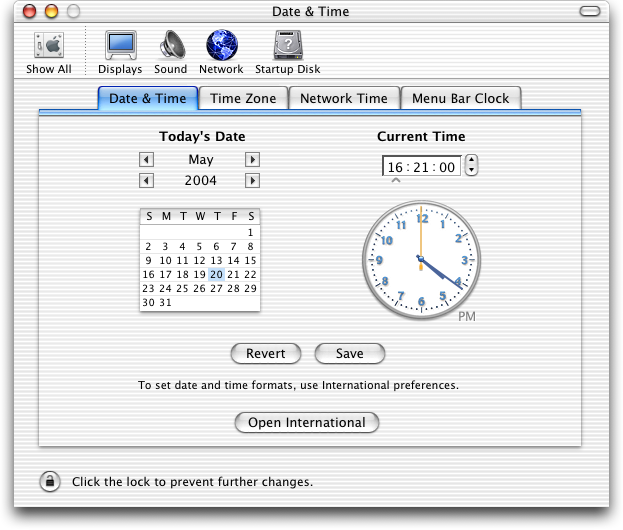 Date & Time
Show All Displays Sound Network Startup Disk
Date & Time Time Zone Network Time Menu Bar Clock
Today's Date
May
2004
S M T W T F S
1
2 3 4 5 6 7 8
9 10 11 12 13 14 15
16 17 18 19 20 21 22
23 24 25 26 27 28 29
30 31
Current Time
16:21:00
12
11 1
10 2
9 3
8 4
7 5
6
PM
Revert Save
To set date and time formats, use International preferences.
Open International
Click the lock to prevent further changes.